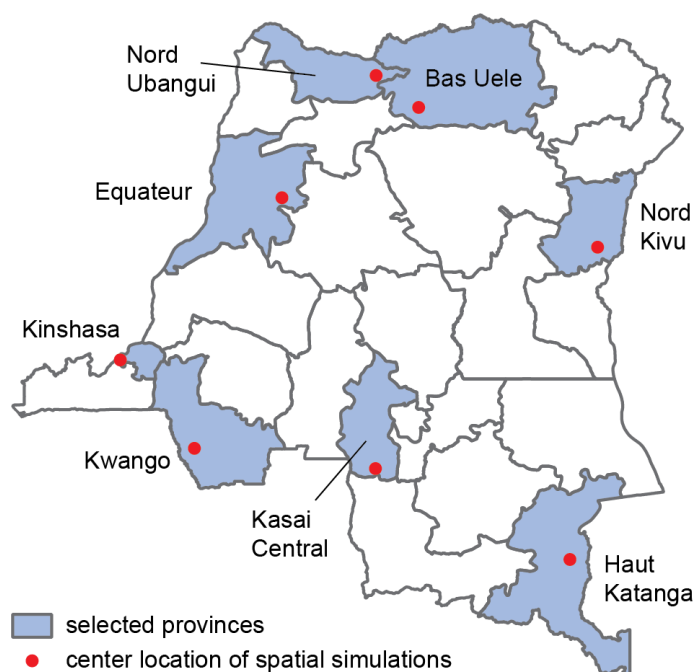 Nord
Ubangui
Bas Uele
Equateur
Nord
Kivu
Kinshasa
Kwango
Kasai
Central
Haut
Katanga
selected provinces
center location of spatial simulations